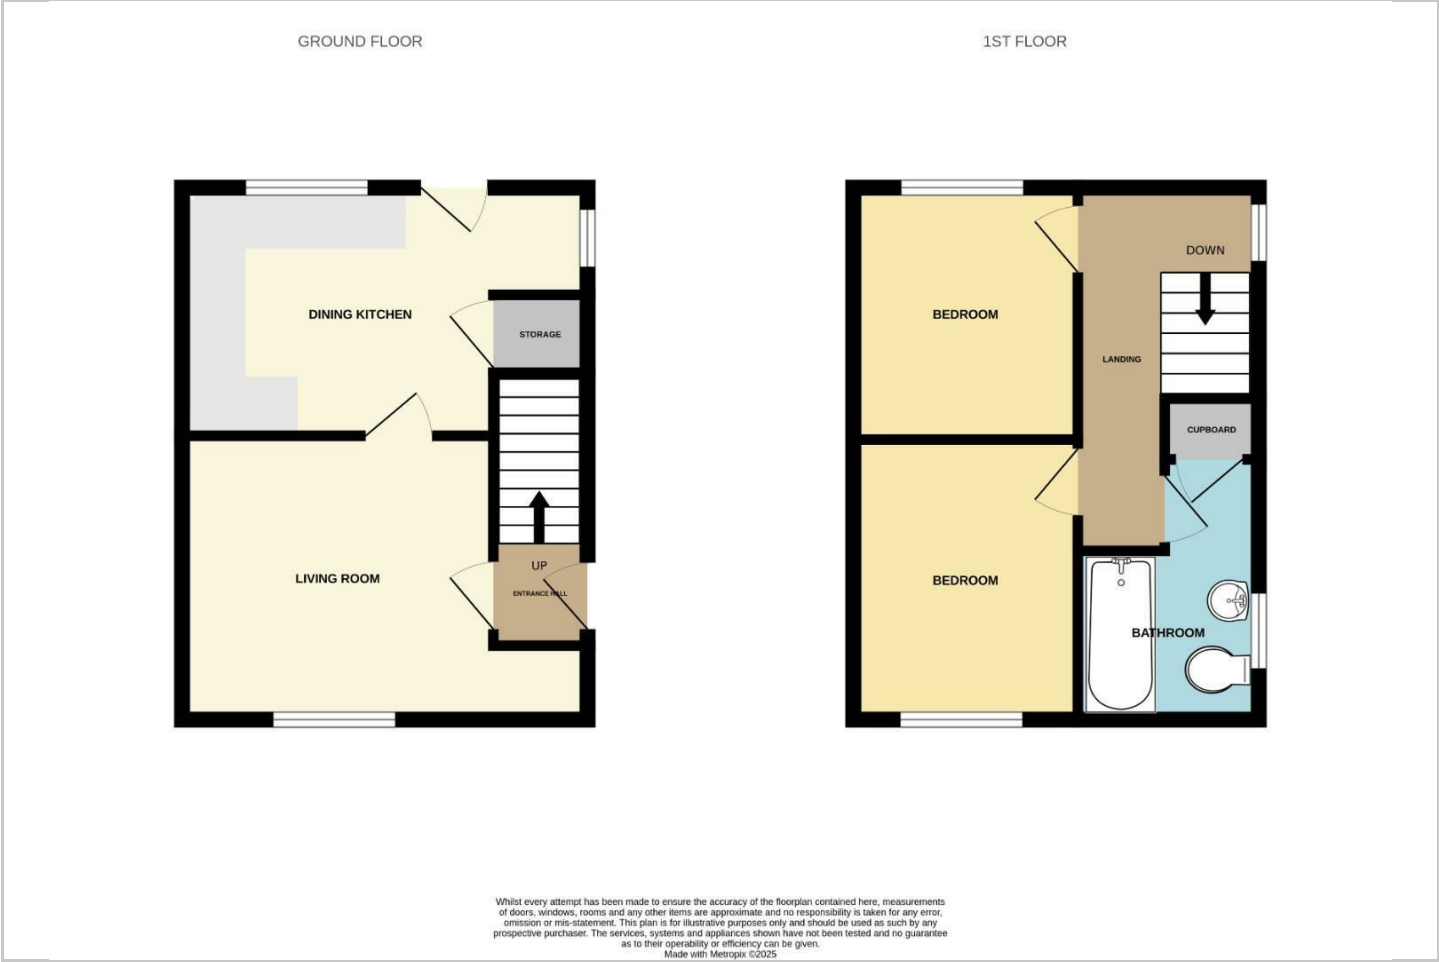 GROUND FLOOR
1ST FLOOR
DINING KITCHEN
STORAGE
LIVING ROOM
UP
ENTRANCE HALL
DOWN
BEDROOM
LANDING
CUPBOARD
BEDROOM
BATHROOM
Whilst every attempt has been made to ensure the accuracy of the floorplan contained here, measurements
of doors, windows, rooms and any other items are approximate and no responsibility is taken for any error,
omission or mis-statement. This plan is for illustrative purposes only and should be used as such by any
prospective purchaser. The services, systems and appliances shown have not been tested and no guarantee
as to their operability or efficiency can be given.
Made with Metropix ©2025